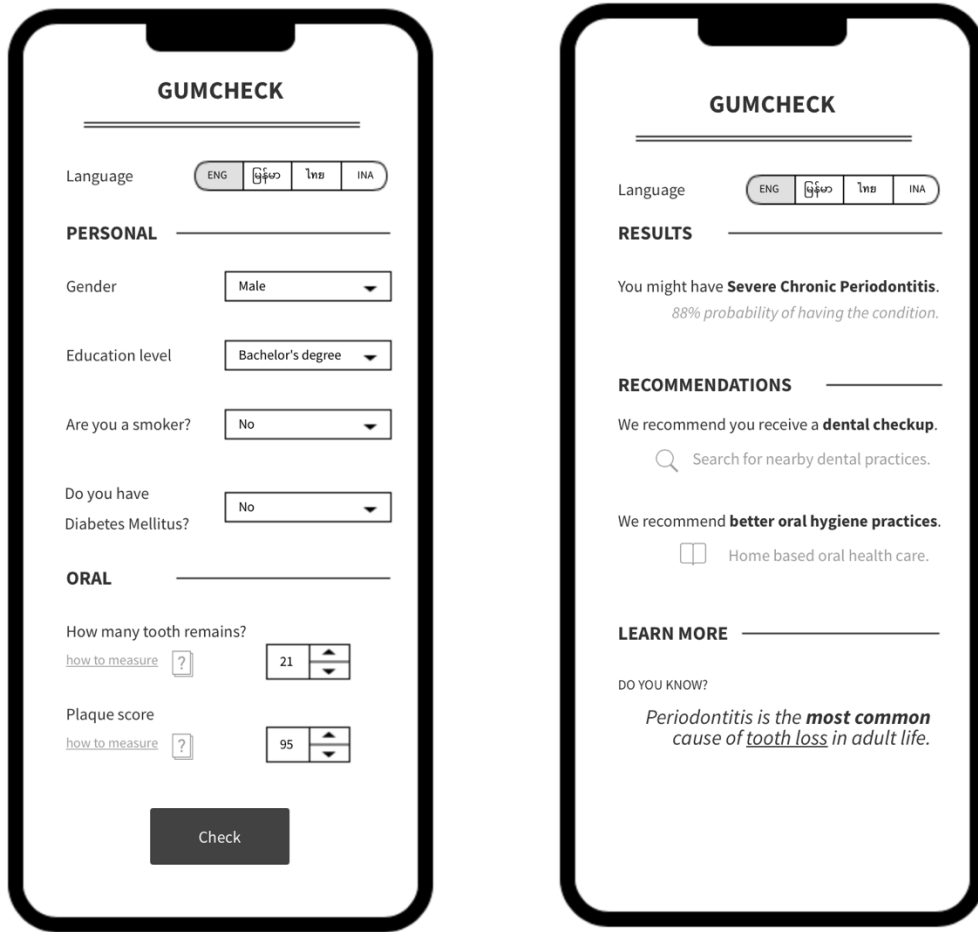 GUMCHECK
Language ENG မြန်မာ ไทย INA
PERSONAL
Gender Male
Education level Bachelor's degree
Are you a smoker? No
Do you have
Diabetes Mellitus? No
ORAL
How many tooth remains?
how to measure ? 21
Plaque score
how to measure ? 95
Check
GUMCHECK
Language ENG မြန်မာ ไทย INA
RESULTS
You might have Severe Chronic Periodontitis.
88% probability of having the condition.
RECOMMENDATIONS
We recommend you receive a dental checkup.
Search for nearby dental practices.
We recommend better oral hygiene practices.
Home based oral health care.
LEARN MORE
DO YOU KNOW?
Periodontitis is the most common
cause of tooth loss in adult life.